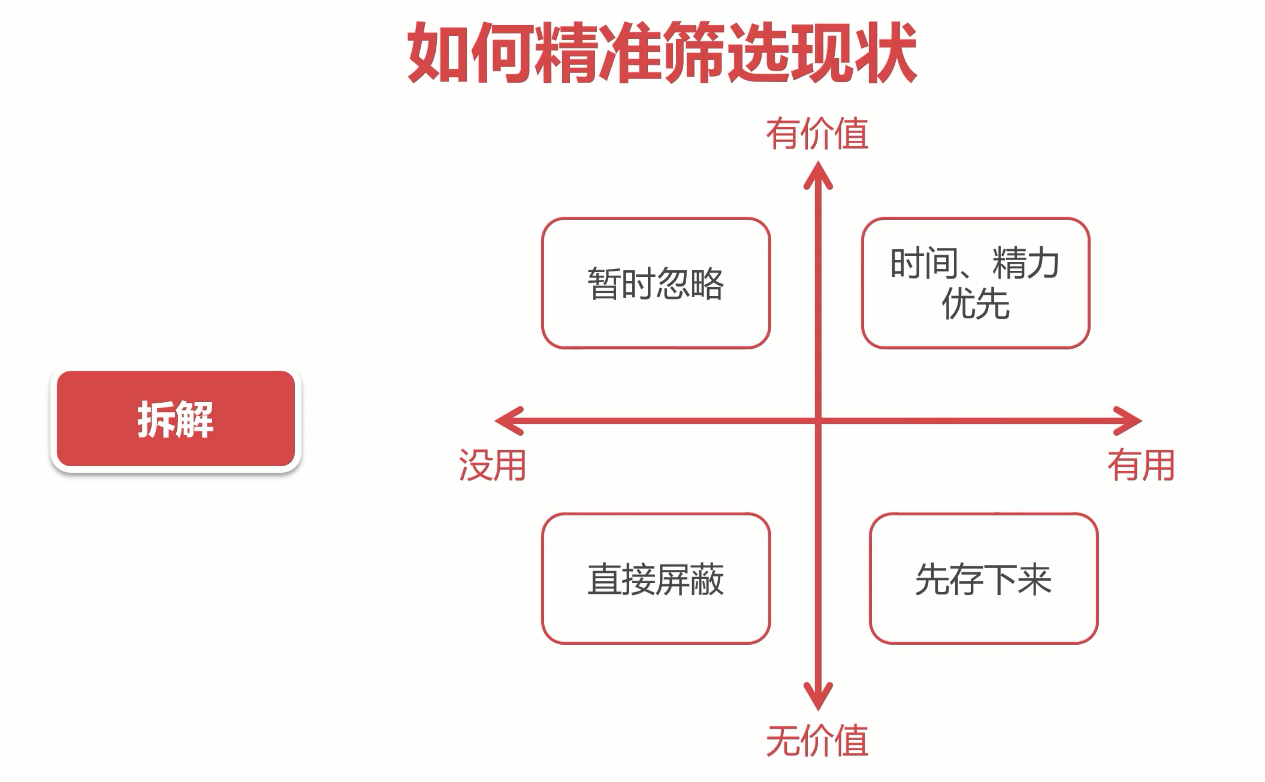 如何精准筛选现状
有价值
暂时忽略
时间、精力
优先
拆解
没用
有用
直接屏蔽
先存下来
无价值